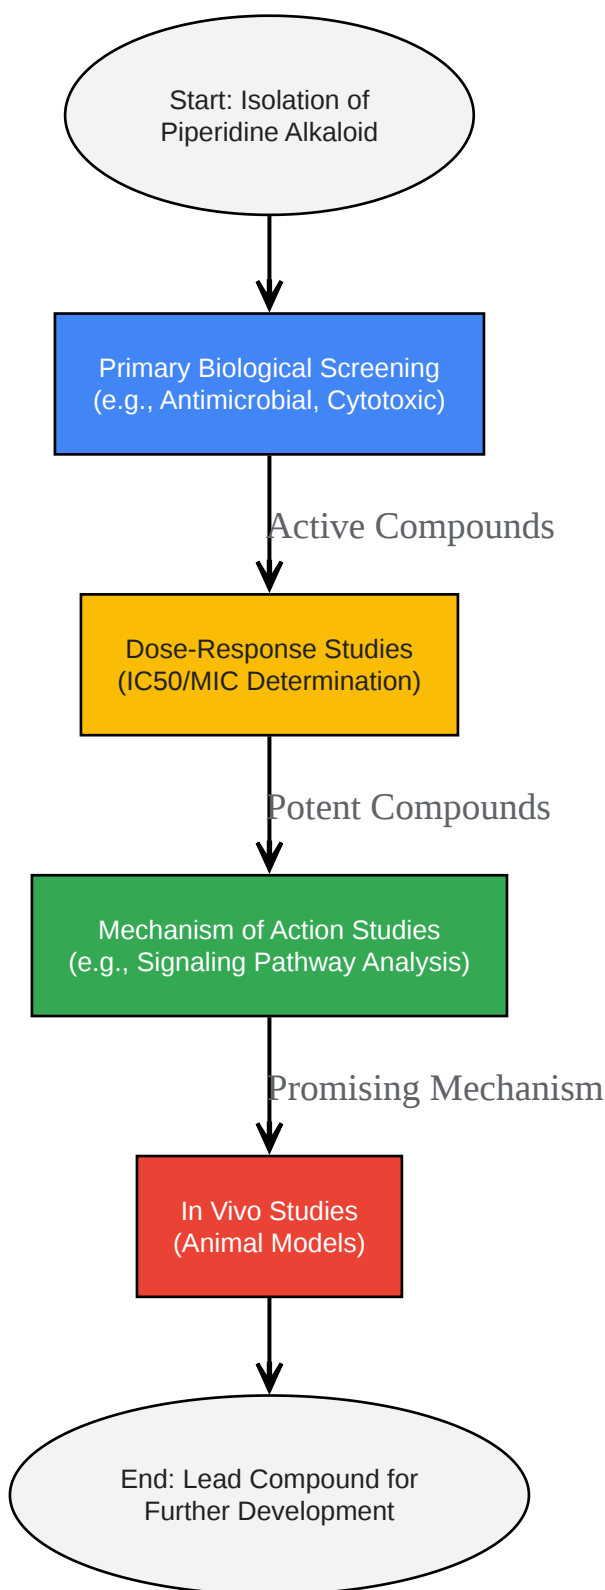 Start: Isolation of
Piperidine Alkaloid
Primary Biological Screening
(e.g., Antimicrobial, Cytotoxic)
Active Compounds
Dose-Response Studies
(IC50/MIC Determination)
Potent Compounds
Mechanism of Action Studies
(e.g., Signaling Pathway Analysis)
Promising Mechanism
In Vivo Studies
(Animal Models)
End: Lead Compound for
Further Development